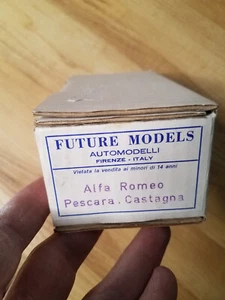 FUTURE MODELS
AUTOMODELLI
FIRENZE - ITALY
Vietata la vendita ai minori di 14 anni
Alfa Romeo
Pescara. Castagna